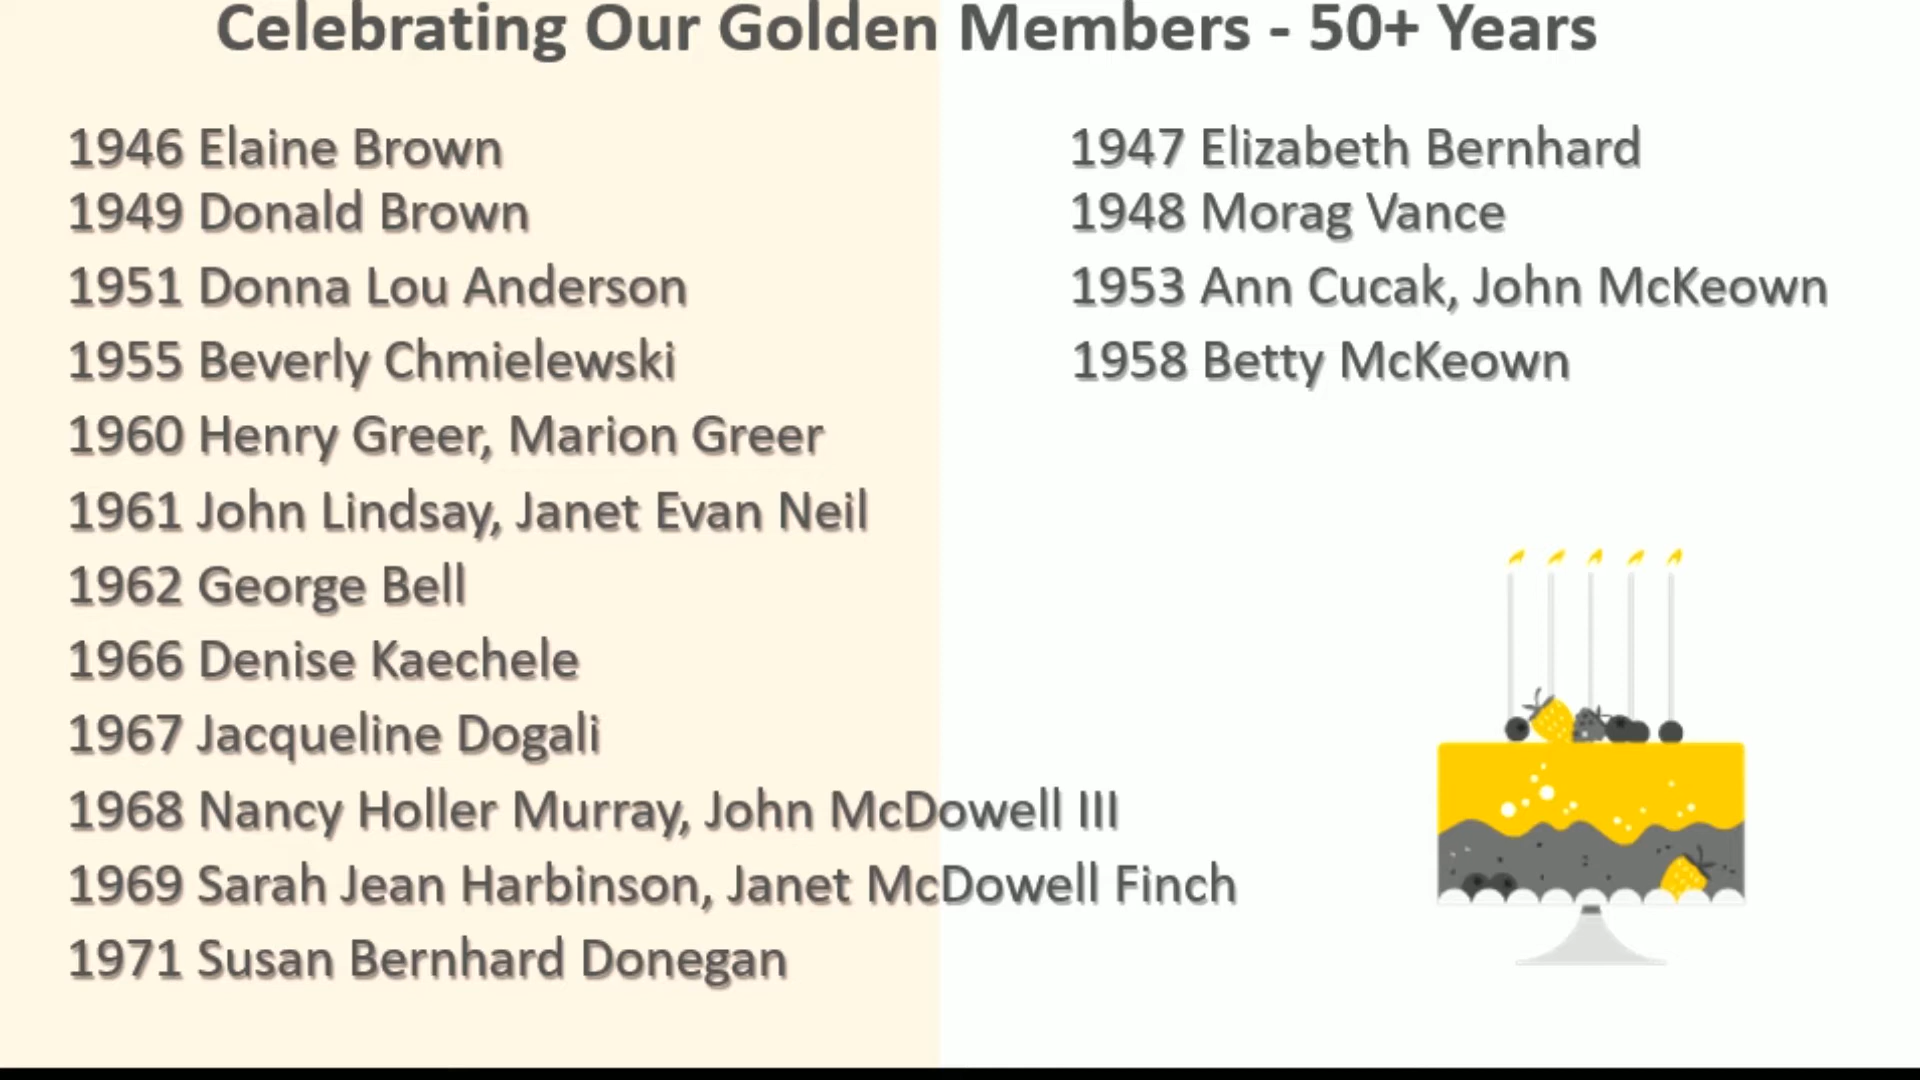 Celebrating Our Golden Members - 50+ Years
1946 Elaine Brown
1949 Donald Brown
1951 Donna Lou Anderson
1955 Beverly Chmielewski
1960 Henry Greer, Marion Greer
1961 John Lindsay, Janet Evan Neil
1962 George Bell
1966 Denise Kaechele
1967 Jacqueline Dogali
1968 Nancy Holler Murray, John McDowell III
1969 Sarah Jean Harbinson, Janet McDowell Finch
1971 Susan Bernhard Donegan
1947 Elizabeth Bernhard
1948 Morag Vance
1953 Ann Cucak, John McKeown
1958 Betty McKeown